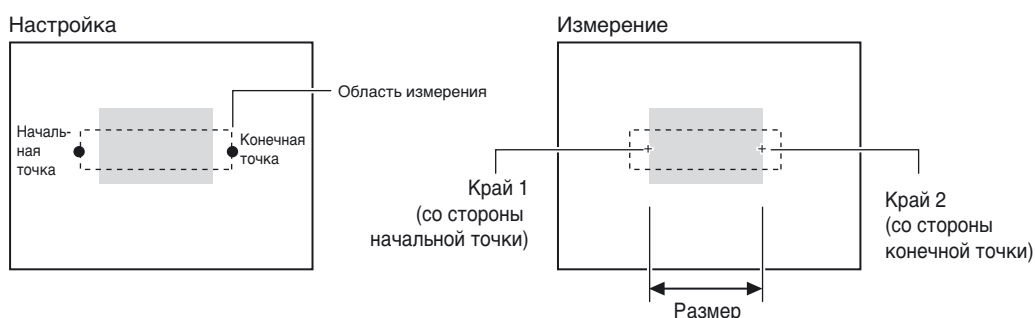 Настройка
Началь-
ная
точка
Конечная
точка
Область измерения
Измерение
Край 1
(со стороны
начальной точки)
Край 2
(со стороны
конечной точки)
Размер